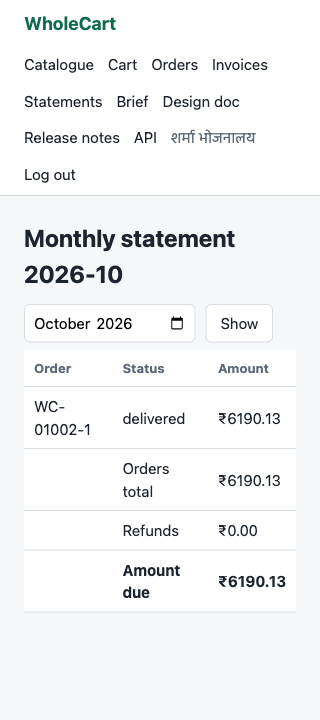 WholeCart
Catalogue Cart Orders Invoices
Statements Brief Design doc
Release notes API शर्मा भोजनालय
Log out
Monthly statement
2026-10
October 2026 Show
Order Status Amount
WC-
01002-1 delivered ₹6190.13
Orders
total ₹6190.13
Refunds ₹0.00
Amount
due ₹6190.13